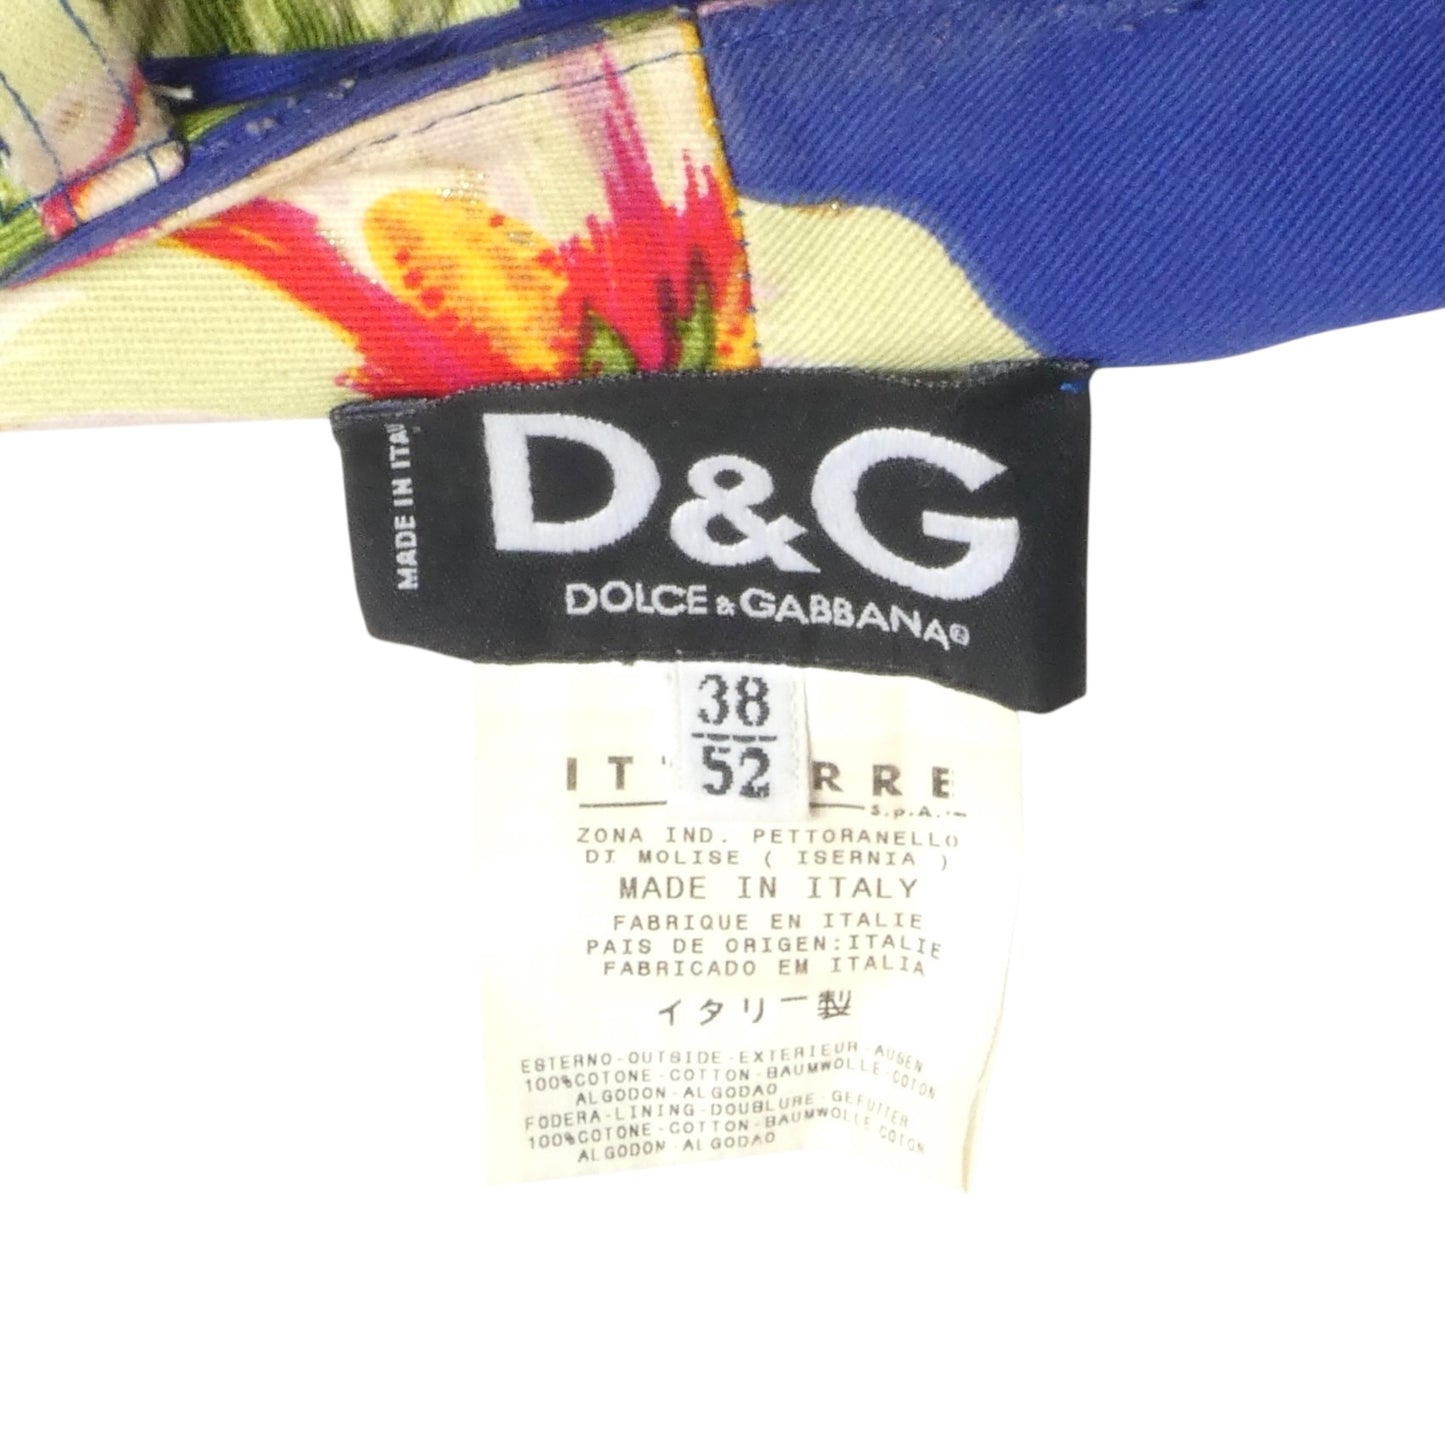 MADE IN ITALY
D&G
DOLCE & GABBANA®
38
52
ZONA IND. PETTORANELLO
DI MOLISE ( ISERNIA )
MADE IN ITALY
FABRIQUE EN ITALIE
PAIS DE ORIGEN:ITALIE
FABRICADO EM ITALIA
イタリー製
ESTERNO-OUTSIDE-EXTERIEUR-AUSEN
100%COTONE-COTTON-BAUMWOLLE-COTON
ALGODON-ALGODAO
FODERA-LINING-DOUBLURE-GEFUTTER
100%COTONE-COTTON-BAUMWOLLE COTON
ALGODON-ALGODAO